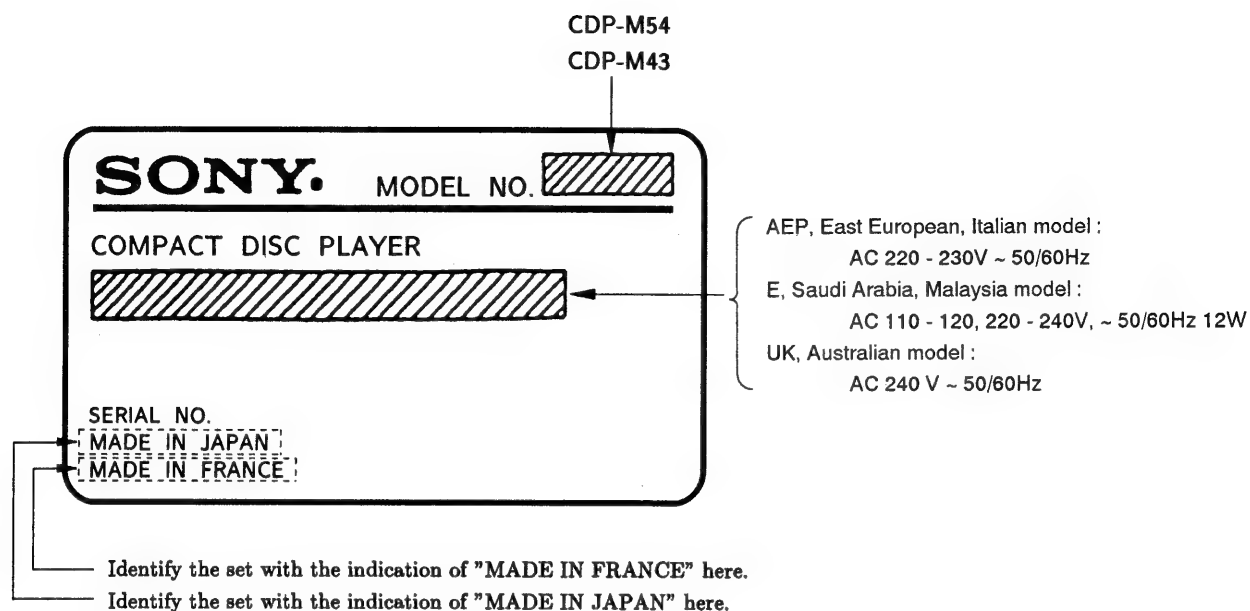 CDP-M54
CDP-M43
SONY.
MODEL NO.
COMPACT DISC PLAYER
AEP, East European, Italian model :
AC 220 - 230V ~ 50/60Hz
E, Saudi Arabia, Malaysia model :
AC 110 - 120, 220 - 240V, ~ 50/60Hz 12W
UK, Australian model :
AC 240 V ~ 50/60Hz
SERIAL NO.
MADE IN JAPAN
MADE IN FRANCE
Identify the set with the indication of "MADE IN FRANCE" here.
Identify the set with the indication of "MADE IN JAPAN" here.